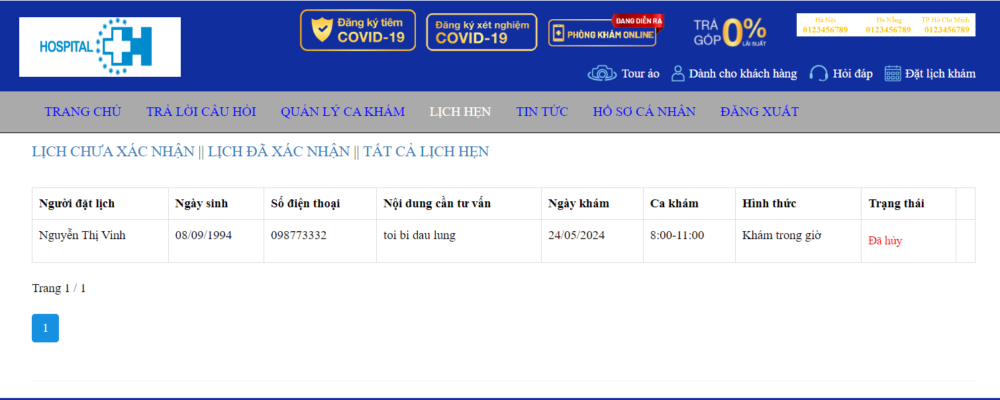 HOSPITAL
Đăng ký tiêm
COVID-19
Đăng ký xét nghiệm
COVID-19
ĐANG DIỄN RA
PHÒNG KHÁM ONLINE
TRẢ
GÓP 0%
LÃI SUẤT
Hà Nội Đà Nẵng TP Hồ Chí Minh
0123456789 0123456789 0123456789
Tour ảo Dành cho khách hàng Hỏi đáp Đặt lịch khám
TRANG CHỦ TRẢ LỜI CÂU HỎI QUẢN LÝ CA KHÁM LỊCH HẸN TIN TỨC HỒ SƠ CÁ NHÂN ĐĂNG XUẤT
LỊCH CHƯA XÁC NHẬN || LỊCH ĐÃ XÁC NHẬN || TẤT CẢ LỊCH HẸN
Người đặt lịch Ngày sinh Số điện thoại Nội dung cần tư vấn Ngày khám Ca khám Hình thức Trạng thái
Nguyễn Thị Vinh 08/09/1994 098773332 toi bi dau lung 24/05/2024 8:00-11:00 Khám trong giờ Đã hủy
Trang 1 / 1
1